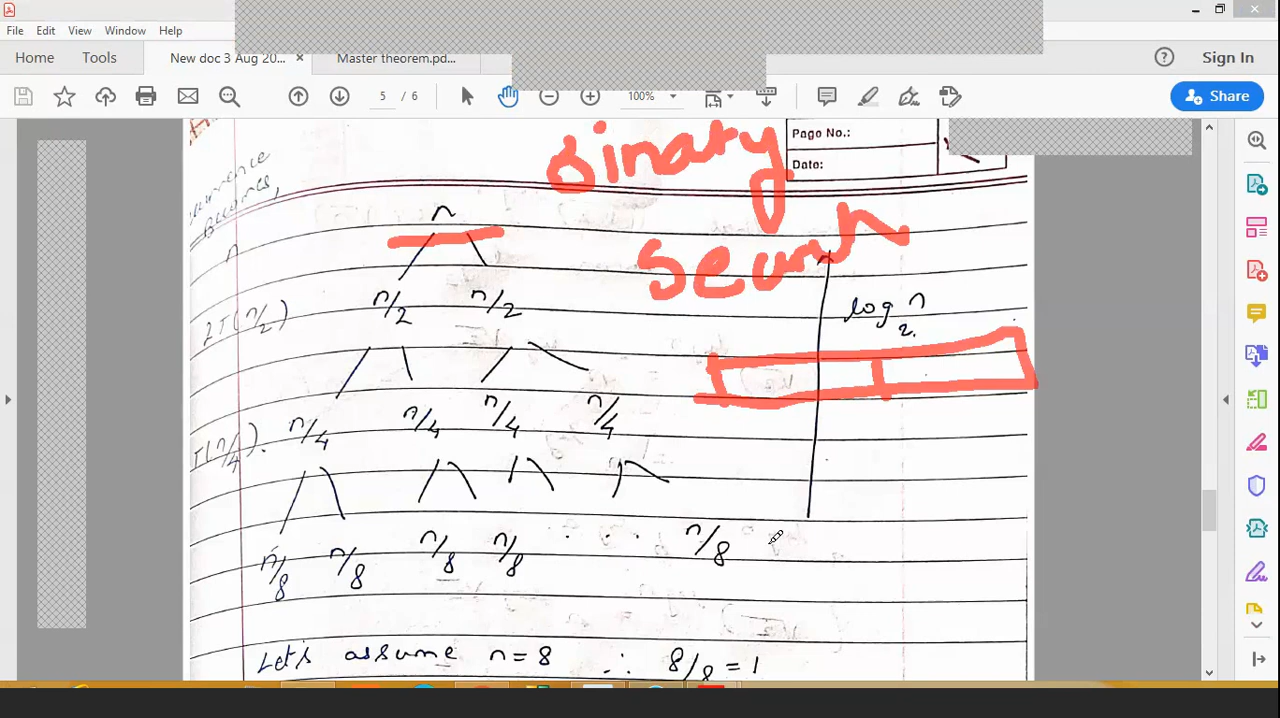 File Edit View Window Help
Home Tools New doc 3 Aug 20... × Master theorem.pd... Sign In
5 / 6 100% Share
Page No.:
Date:
Binary
Search
n
n
n/2 n/2
log₂ n
2T(n/2)
n/4 n/4 n/4 n/4
T(n/4).
n/8 n/8 n/8 n/8 . . . n/8
Let's assume n=8 ∴ 8/8 = 1